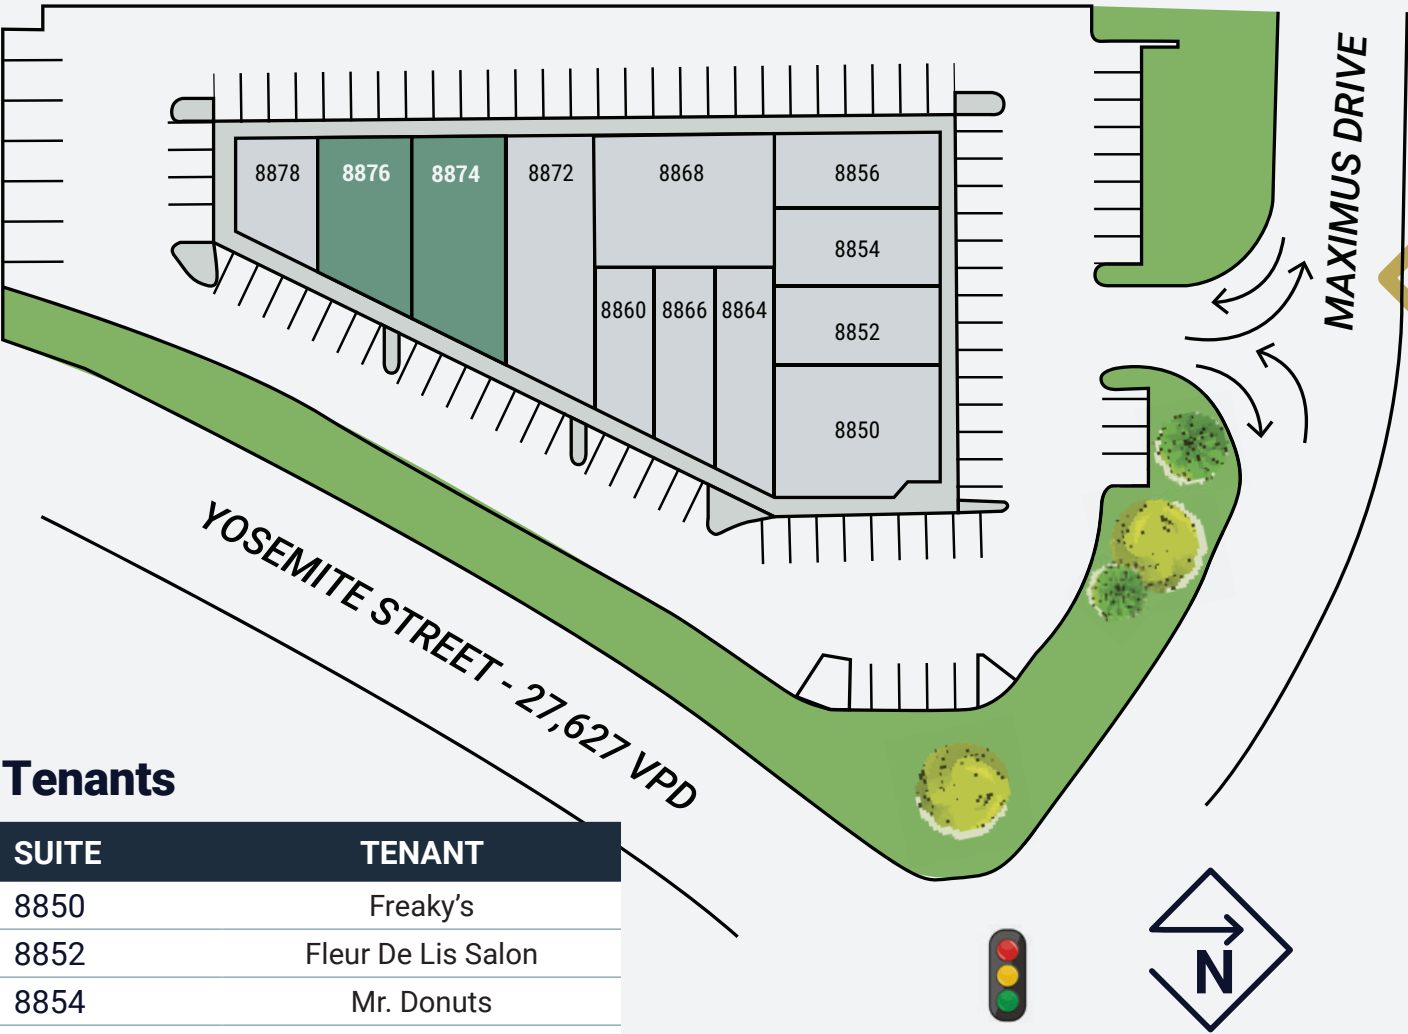 MAXIMUS DRIVE
8878
8876
8874
8872
8868
8856
8854
8860
8866
8864
8852
8850
YOSEMITE STREET - 27,627 VPD
Tenants
SUITE TENANT
8850 Freaky’s
8852 Fleur De Lis Salon
8854 Mr. Donuts
N